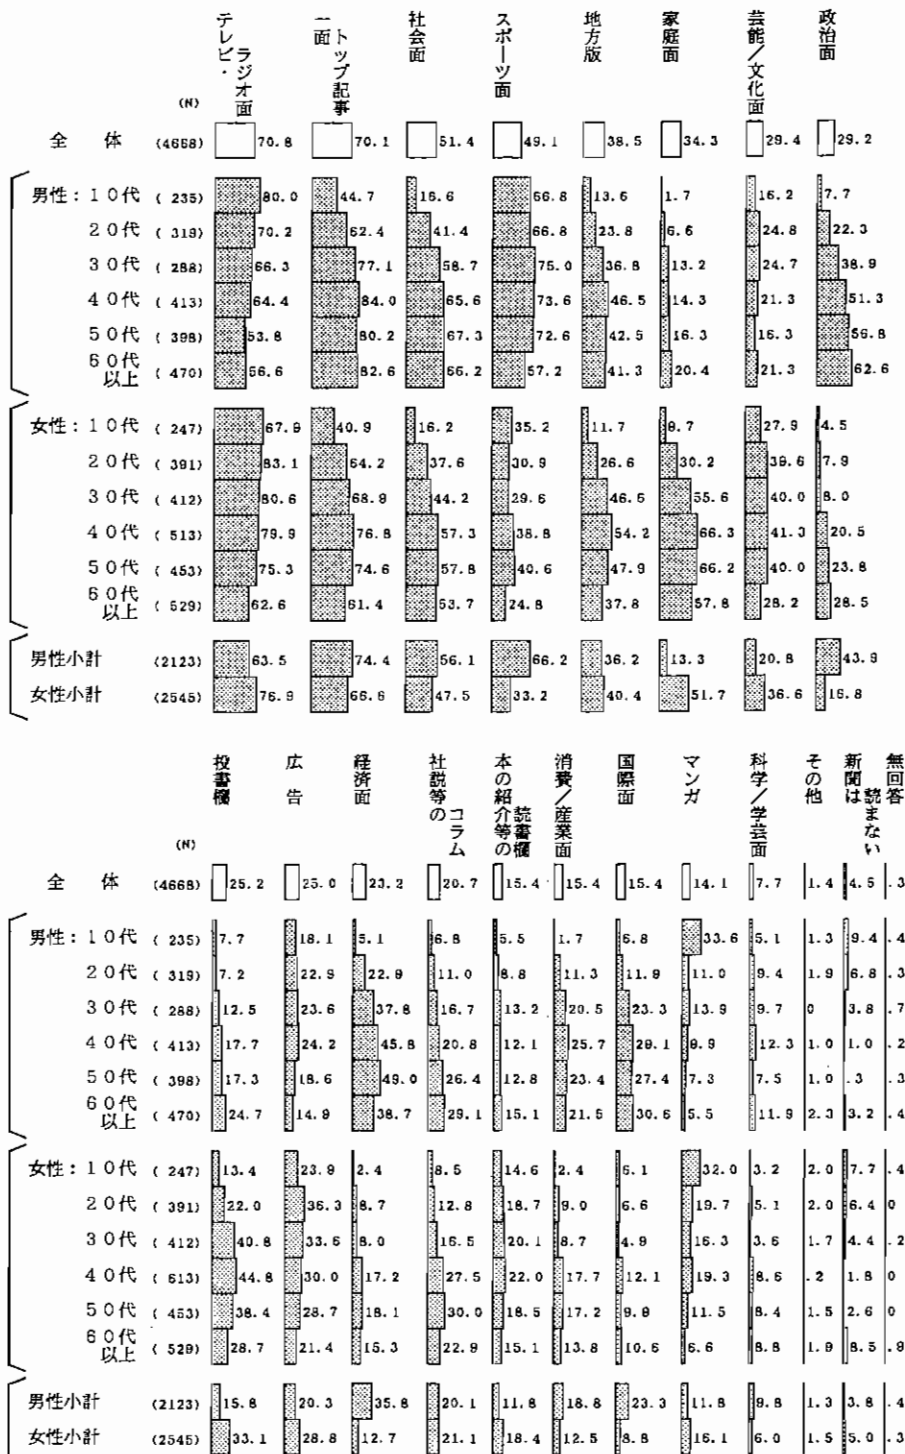 テレビ・ラジオ面 一面トップ記事 社会面 スポーツ面 地方版 家庭面 芸能/文化面 政治面
(N)
全体 (4668) 70.8 70.1 51.4 49.1 38.5 34.3 29.4 29.2
男性:10代 (235) 80.0 44.7 16.6 66.8 13.6 1.7 16.2 7.7
20代 (319) 70.2 62.4 41.4 66.8 23.8 6.6 24.8 22.3
30代 (288) 66.3 77.1 58.7 75.0 36.8 13.2 24.7 38.9
40代 (413) 64.4 84.0 65.6 73.6 46.5 14.3 21.3 51.3
50代 (398) 53.8 80.2 67.3 72.6 42.5 16.3 16.3 56.8
60代以上 (470) 56.6 82.6 66.2 57.2 41.3 20.4 21.3 62.6
女性:10代 (247) 67.9 40.9 16.2 35.2 11.7 9.7 27.9 4.5
20代 (391) 83.1 54.2 37.6 30.9 26.6 30.2 39.6 7.9
30代 (412) 80.6 68.9 44.2 29.6 46.6 55.6 40.0 8.0
40代 (513) 79.9 76.8 57.3 38.8 54.2 66.3 41.3 20.5
50代 (453) 75.3 74.6 57.8 40.6 47.9 66.2 40.0 23.8
60代以上 (529) 62.6 61.4 53.7 24.8 37.8 57.8 28.2 28.5
男性小計 (2123) 63.5 74.4 56.1 66.2 36.2 13.3 20.8 43.9
女性小計 (2545) 76.9 66.6 47.5 33.2 40.4 51.7 36.6 16.8
投書欄 広告 経済面 社説等のコラム 本の紹介等の読書欄 消費/産業面 国際面 マンガ 科学/学芸面 その他 新聞は読まない 無回答
(N)
全体 (4668) 25.2 25.0 23.2 20.7 15.4 15.4 15.4 14.1 7.7 1.4 4.5 .3
男性:10代 (235) 7.7 18.1 5.1 6.8 5.5 1.7 6.8 33.6 5.1 1.3 9.4 .4
20代 (319) 7.2 22.9 22.9 11.0 8.8 11.3 11.9 11.0 9.4 1.9 6.8 .3
30代 (288) 12.5 23.6 37.8 16.7 13.2 20.5 23.3 13.9 9.7 0 3.8 .7
40代 (413) 17.7 24.2 45.8 20.8 12.1 25.7 29.1 9.9 12.3 1.0 1.0 .2
50代 (398) 17.3 18.6 49.0 26.4 12.8 23.4 27.4 7.3 7.5 1.0 .3 .3
60代以上 (470) 24.7 14.9 38.7 29.1 15.1 21.5 30.6 5.5 11.9 2.3 3.2 .4
女性:10代 (247) 13.4 23.9 2.4 8.5 14.6 2.4 6.1 32.0 3.2 2.0 7.7 .4
20代 (391) 22.0 36.3 8.7 12.8 18.7 9.0 6.6 19.7 5.1 2.0 6.4 0
30代 (412) 40.8 33.6 8.0 16.5 20.1 8.7 4.9 16.3 3.6 1.7 4.4 .2
40代 (513) 44.8 30.0 17.2 27.5 22.0 17.7 12.1 19.3 8.6 .2 1.8 0
50代 (453) 38.4 28.7 18.1 30.0 18.5 17.2 9.9 11.5 8.4 1.5 2.6 0
60代以上 (529) 28.7 21.4 15.3 22.9 15.1 13.8 10.6 6.6 8.8 1.9 8.5 .9
男性小計 (2123) 15.8 20.3 35.8 20.1 11.8 18.8 23.3 11.8 9.8 1.3 3.8 .4
女性小計 (2545) 33.1 28.8 12.7 21.1 18.4 12.5 8.8 16.1 6.0 1.5 5.0 .3